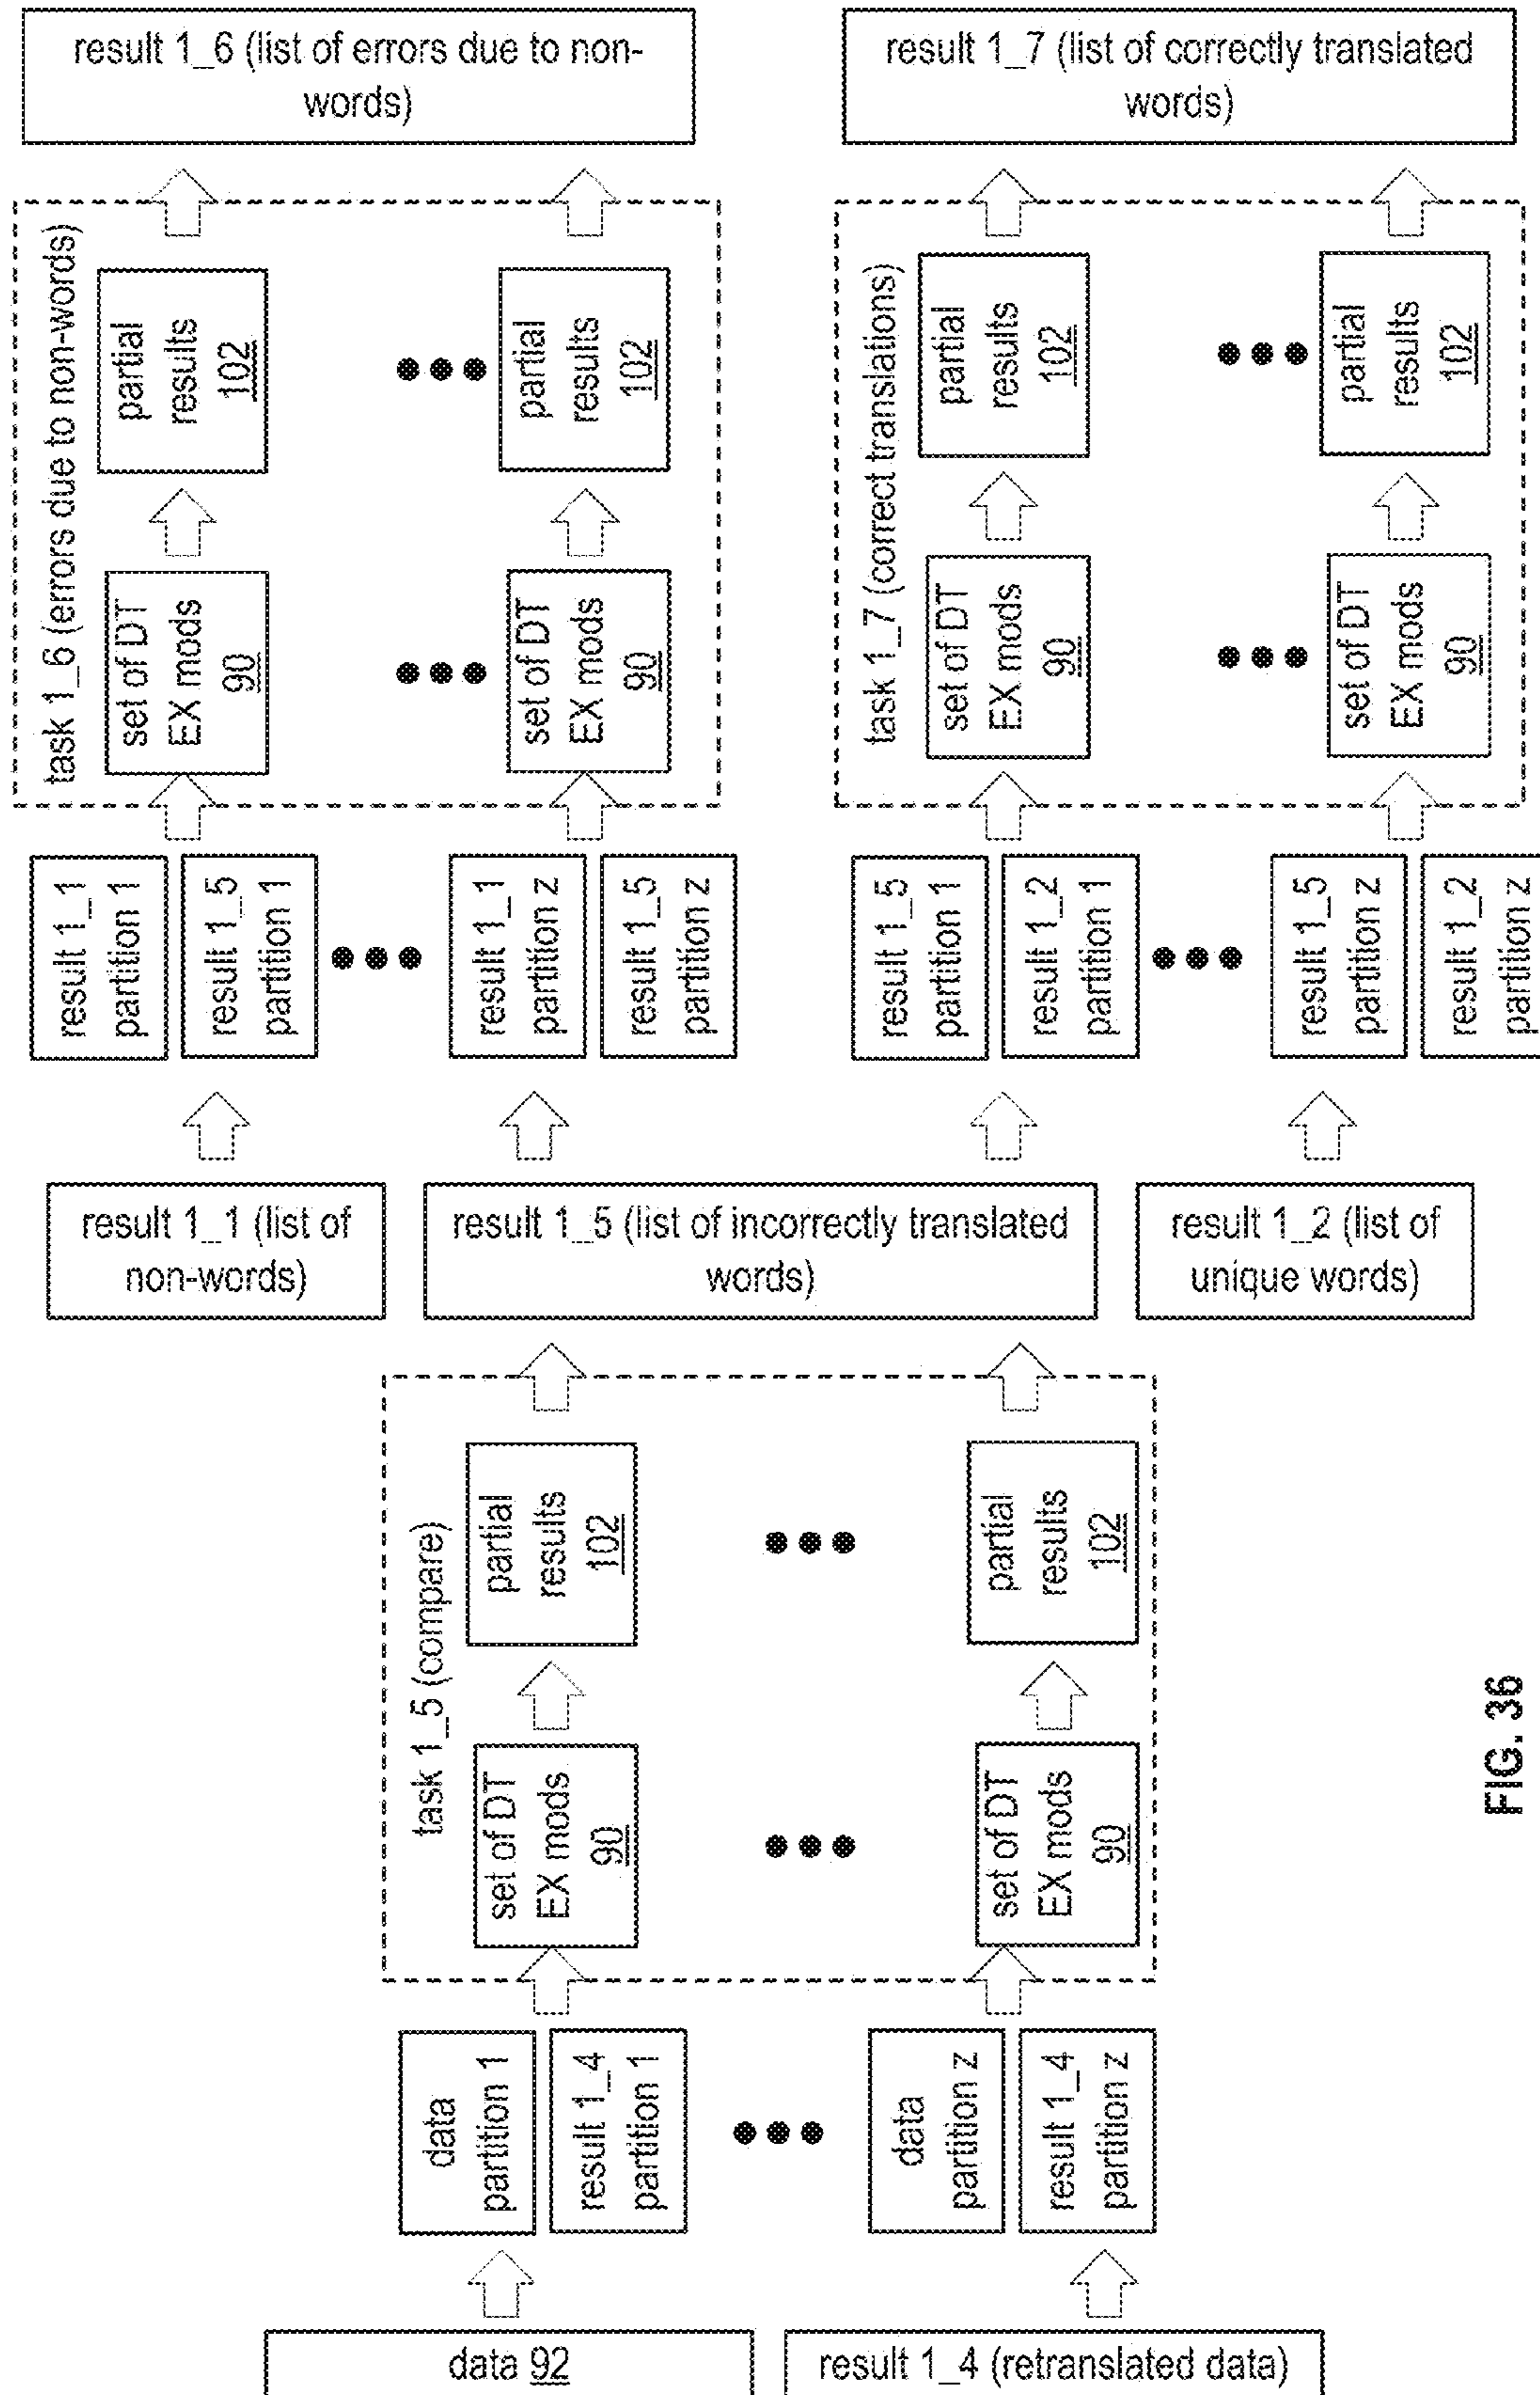 data 92
result 1_4 (retranslated data)
data
partition 1
result 1_4
partition 1
data
partition z
result 1_4
partition z
task 1_5 (compare)
set of DT
EX mods
90
partial
results
102
set of DT
EX mods
90
partial
results
102
result 1_1 (list of
non-words)
result 1_5 (list of incorrectly translated
words)
result 1_2 (list of
unique words)
result 1_1
partition 1
result 1_5
partition 1
result 1_1
partition z
result 1_5
partition z
result 1_5
partition 1
result 1_2
partition 1
result 1_5
partition z
result 1_2
partition z
task 1_6 (errors due to non-words)
set of DT
EX mods
90
partial
results
102
set of DT
EX mods
90
partial
results
102
task 1_7 (correct translations)
set of DT
EX mods
90
partial
results
102
set of DT
EX mods
90
partial
results
102
result 1_6 (list of errors due to non-
words)
result 1_7 (list of correctly translated
words)
FIG. 36